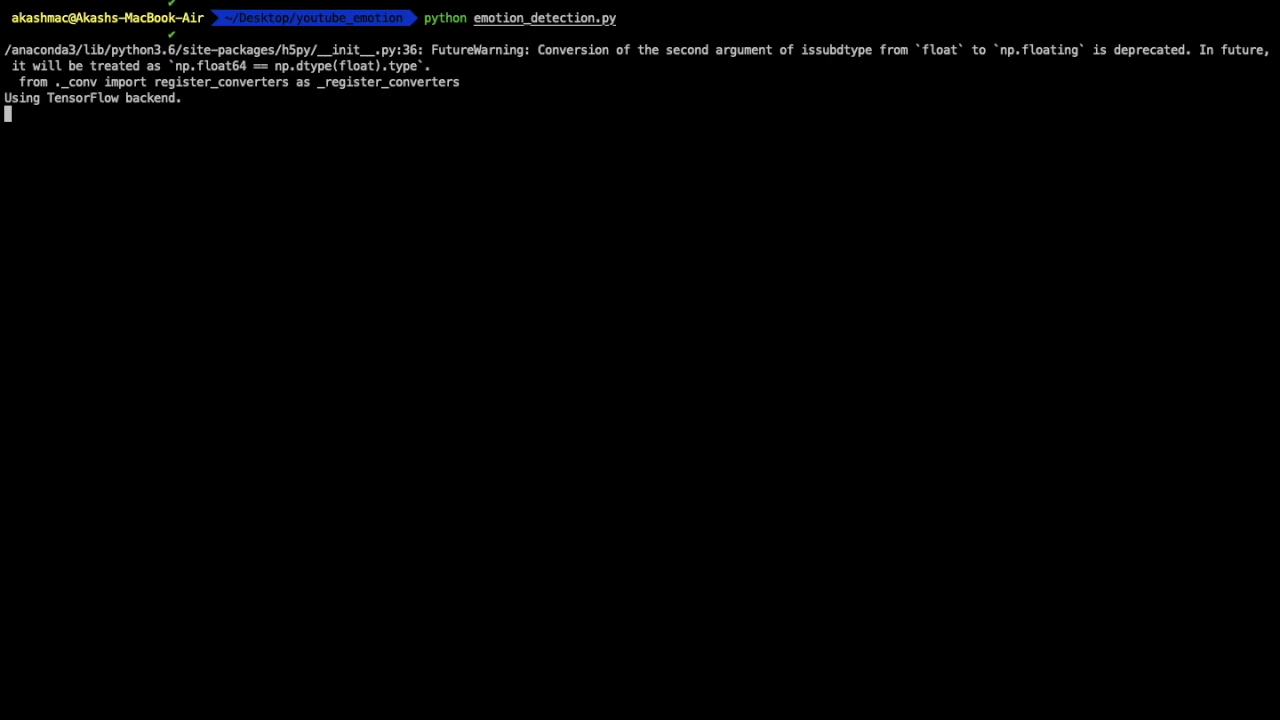 akashmac@Akashs-MacBook-Air ~/Desktop/youtube_emotion python emotion_detection.py
/anaconda3/lib/python3.6/site-packages/h5py/__init__.py:36: FutureWarning: Conversion of the second argument of issubdtype from `float` to `np.floating` is deprecated. In future,
it will be treated as `np.float64 == np.dtype(float).type`.
from ._conv import register_converters as _register_converters
Using TensorFlow backend.